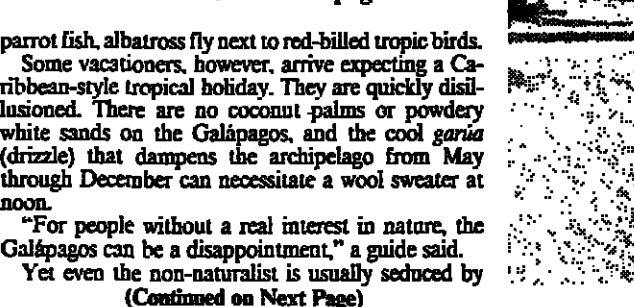 parrot fish, albatross fly next to red-billed tropic birds.
Some vacationers, however, arrive expecting a Ca-
ribbean-style tropical holiday. They are quickly disil-
lusioned. There are no coconut palms or powdery
white sands on the Galápagos, and the cool garúa
(drizzle) that dampens the archipelago from May
through December can necessitate a wool sweater at
noon.
"For people without a real interest in nature, the
Galápagos can be a disappointment," a guide said.
Yet even the non-naturalist is usually seduced by
(Continued on Next Page)